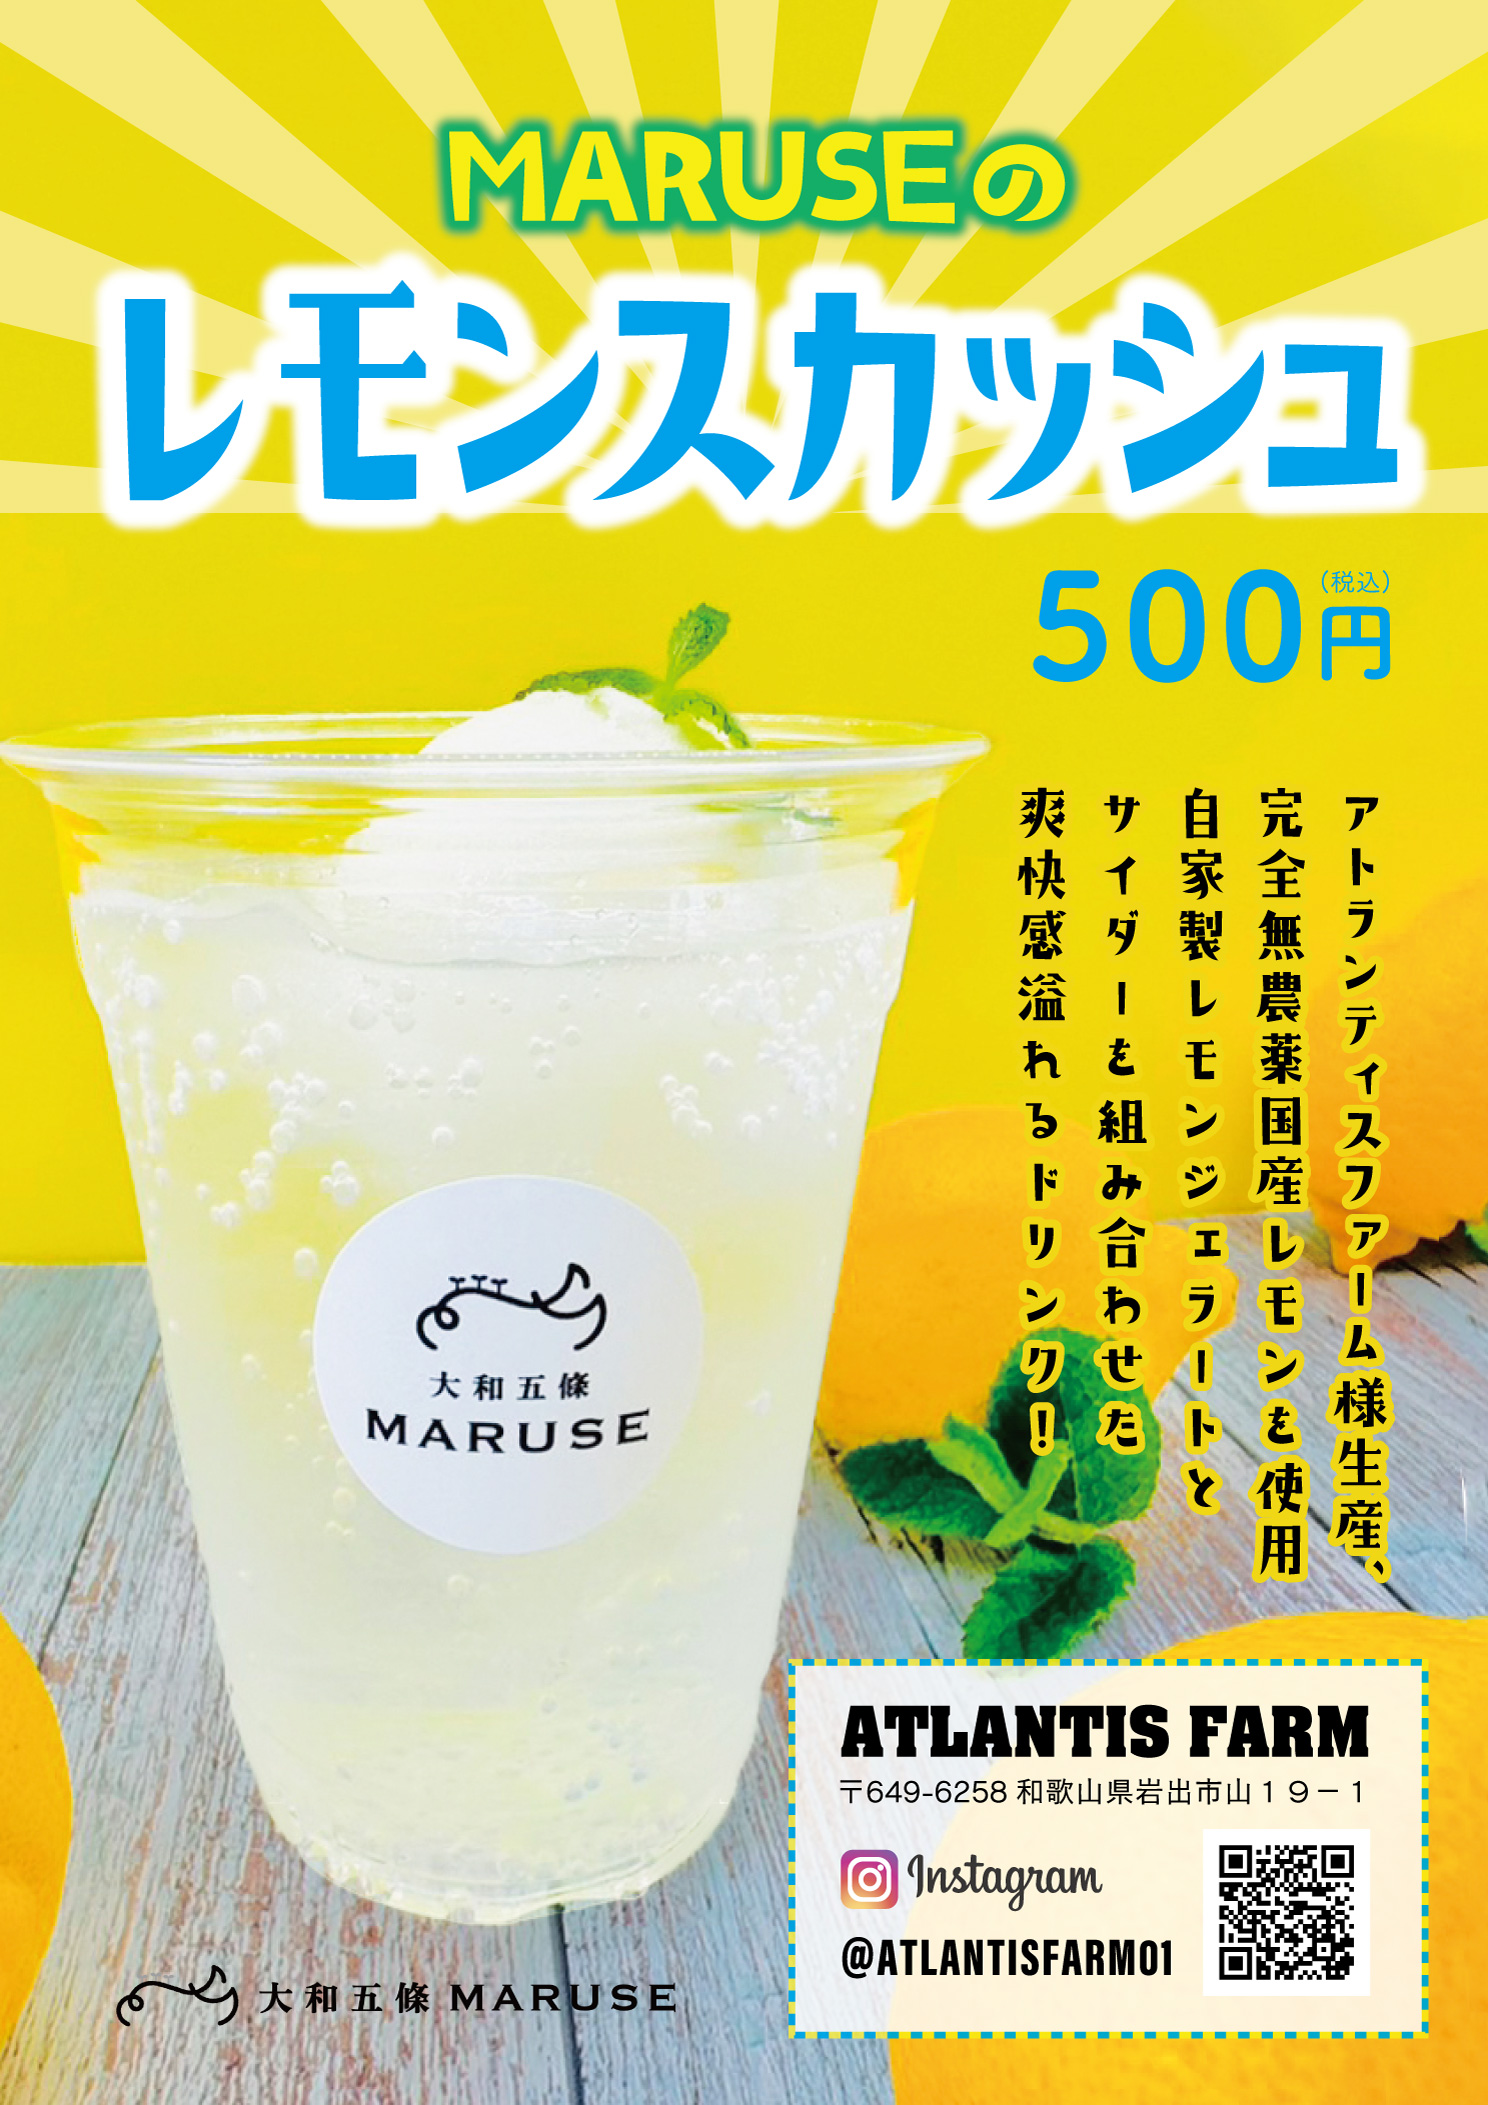 MARUSEの
レモンスカッシュ
500円(税込)
アトランティスファーム様生産、
完全無農薬国産レモンを使用
自家製レモンジェラートと
サイダーを組み合わせた
爽快感溢れるドリンク！
大和五條
MARUSE
ATLANTIS FARM
〒649-6258 和歌山県岩出市山１９－１
Instagram
@ATLANTISFARM01
大和五條 MARUSE